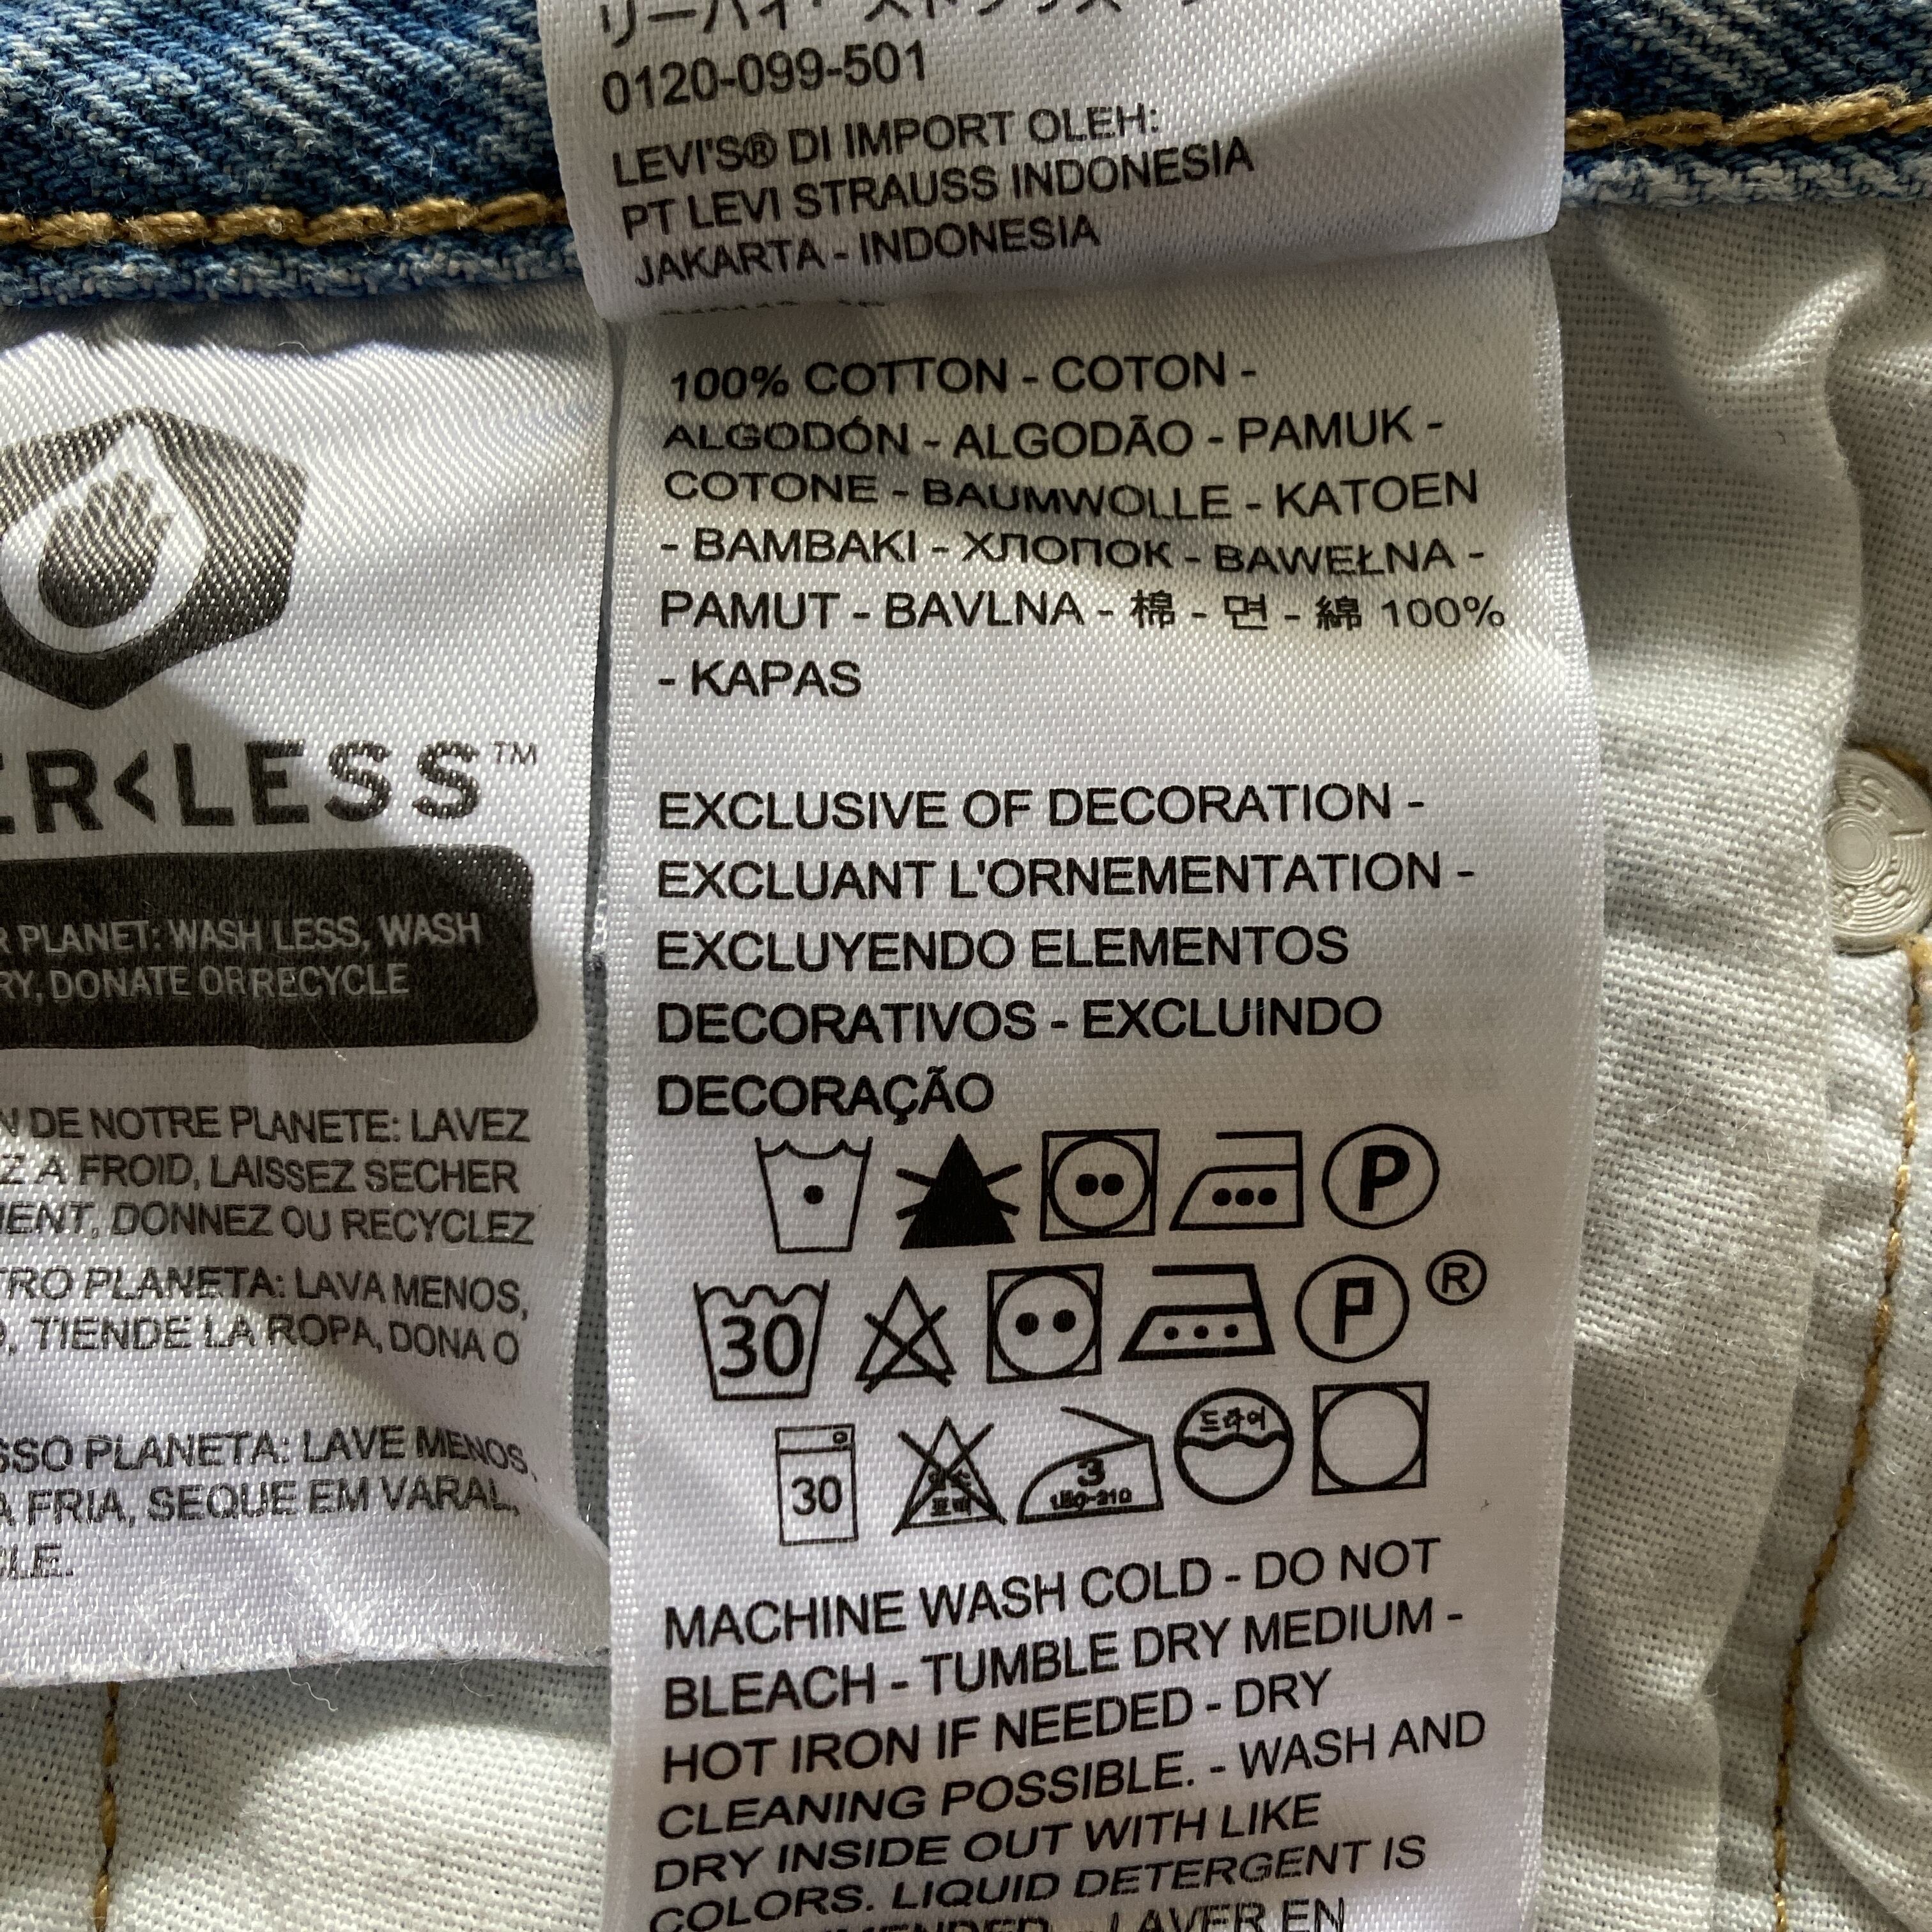 0120-099-501
LEVI'S® DI IMPORT OLEH:
PT LEVI STRAUSS INDONESIA
JAKARTA - INDONESIA
100% COTTON - COTON -
ALGODÓN - ALGODÃO - PAMUK -
COTONE - BAUMWOLLE - KATOEN
- BAMBAKI - ХЛОПОК - BAWEŁNA -
PAMUT - BAVLNA - 棉 - 면 - 綿 100%
- KAPAS
EXCLUSIVE OF DECORATION -
EXCLUANT L'ORNEMENTATION -
EXCLUYENDO ELEMENTOS
DECORATIVOS - EXCLUINDO
DECORAÇÃO
P
30 P ®
30 3 180-210 드라이
MACHINE WASH COLD - DO NOT
BLEACH - TUMBLE DRY MEDIUM -
HOT IRON IF NEEDED - DRY
CLEANING POSSIBLE. - WASH AND
DRY INSIDE OUT WITH LIKE
COLORS. LIQUID DETERGENT IS
LAVER EN
<LESS™
PLANET: WASH LESS, WASH
DONATE OR RECYCLE
DE NOTRE PLANETE: LAVEZ
A FROID, LAISSEZ SECHER
DONNEZ OU RECYCLEZ
PLANETA: LAVA MENOS,
TIENDE LA ROPA, DONA O
PLANETA: LAVE MENOS,
FRIA, SEQUE EM VARAL,